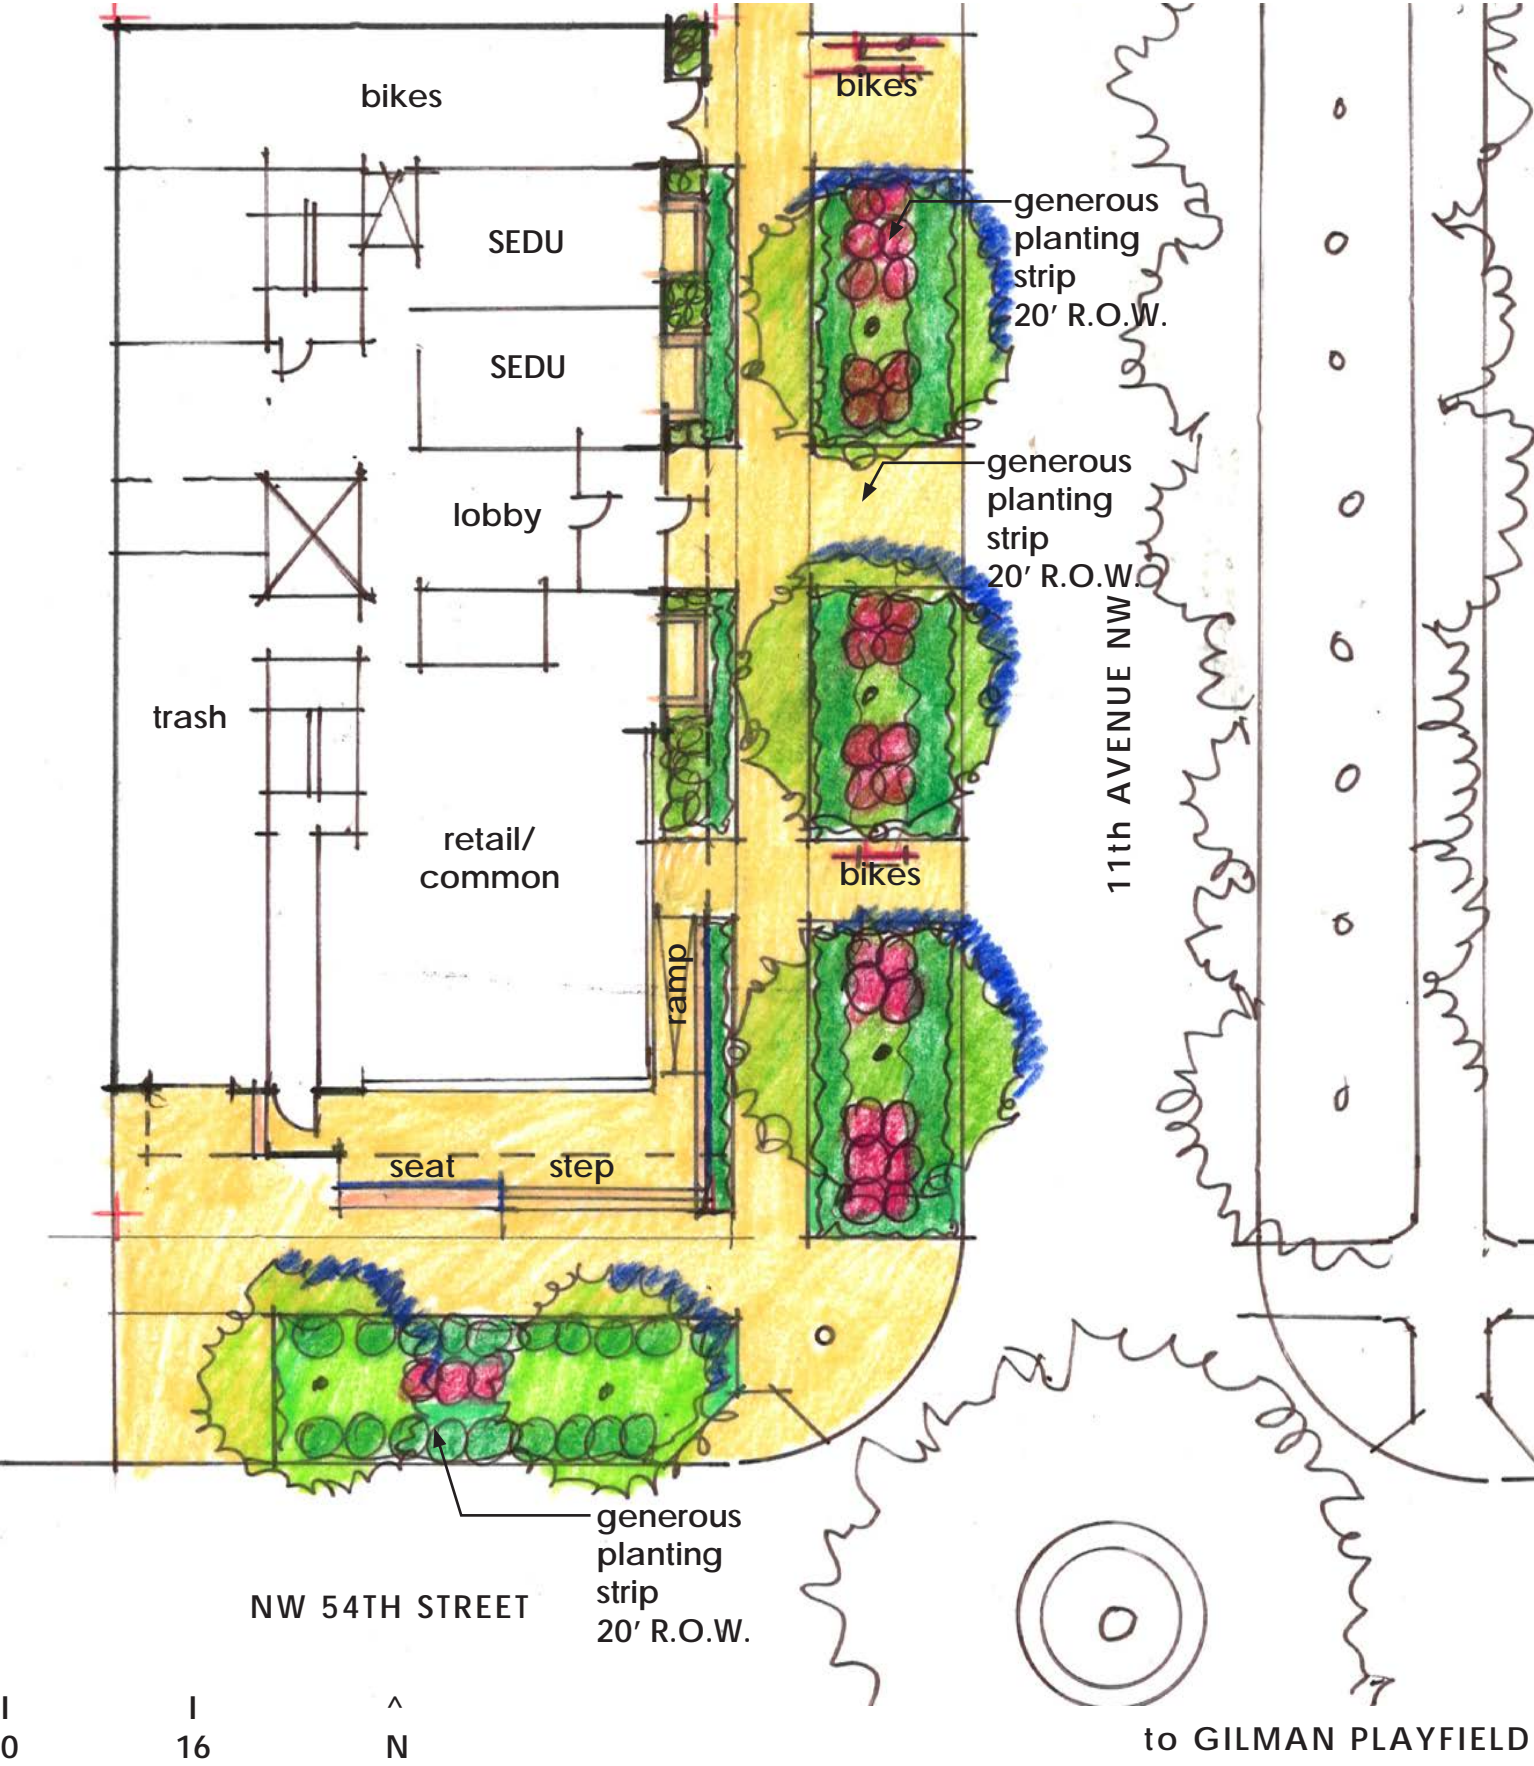 bikes
bikes
SEDU
generous
planting
strip
20' R.O.W.
SEDU
lobby
generous
planting
strip
20' R.O.W.
11th AVENUE NW
trash
retail/
common
bikes
ramp
seat
step
generous
planting
strip
20' R.O.W.
NW 54TH STREET
0
16
^
N
to GILMAN PLAYFIELD